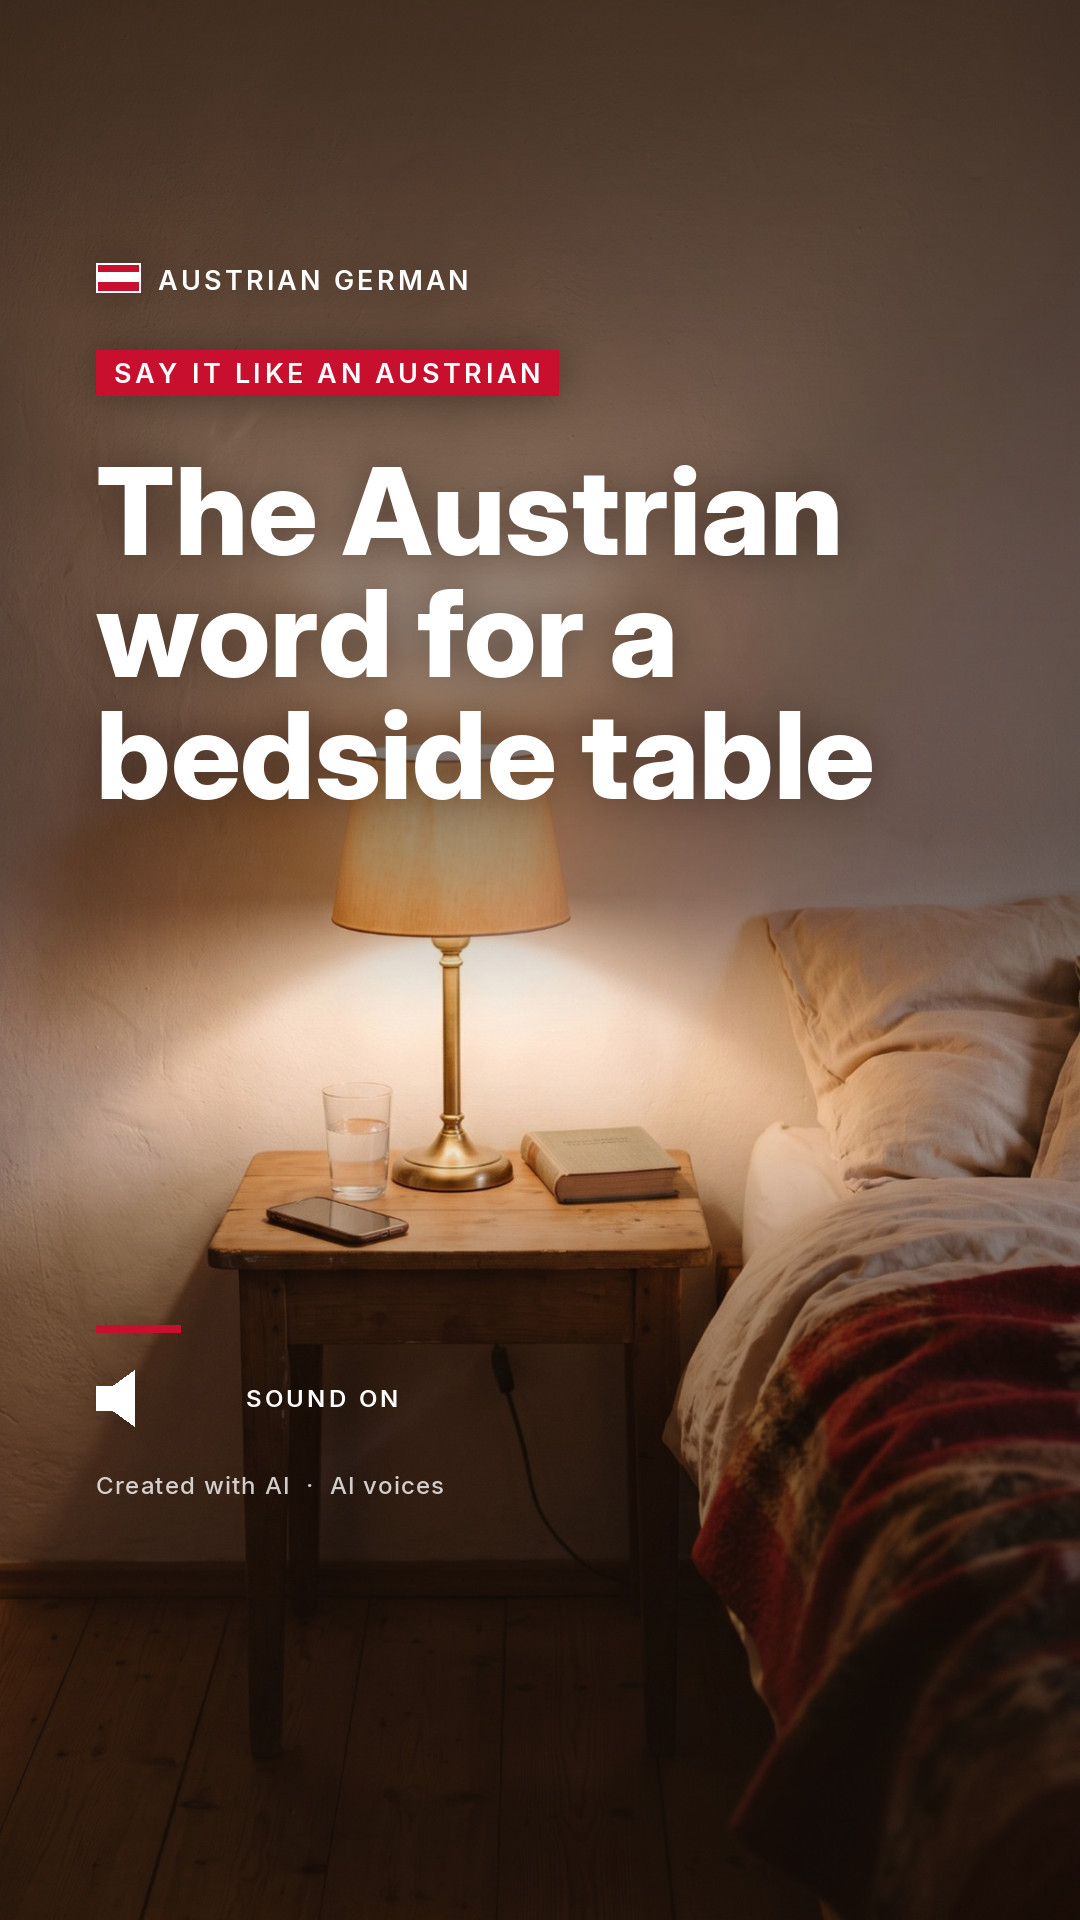 AUSTRIAN GERMAN
SAY IT LIKE AN AUSTRIAN
The Austrian
word for a
bedside table
SOUND ON
Created with AI · AI voices